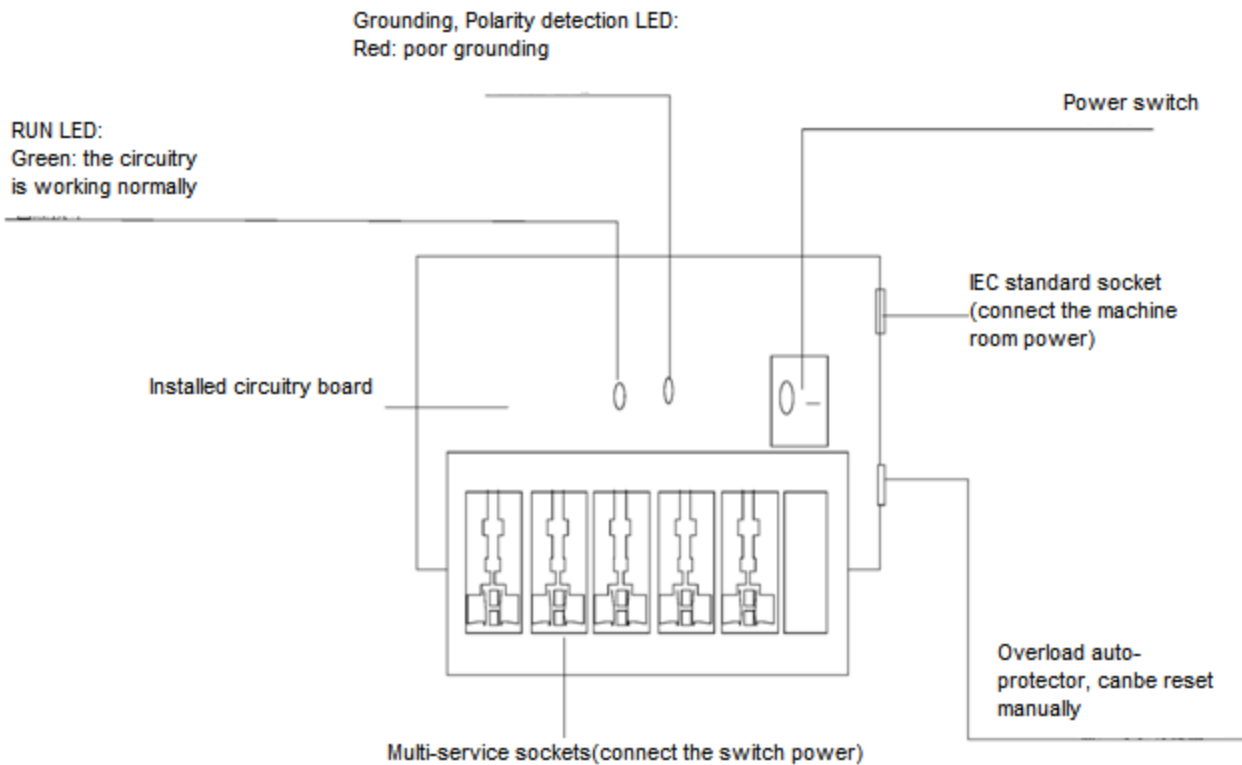 Grounding, Polarity detection LED:
Red: poor grounding
Power switch
RUN LED:
Green: the circuitry
is working normally
IEC standard socket
(connect the machine
room power)
Installed circuitry board
Overload auto-
protector, canbe reset
manually
Multi-service sockets(connect the switch power)